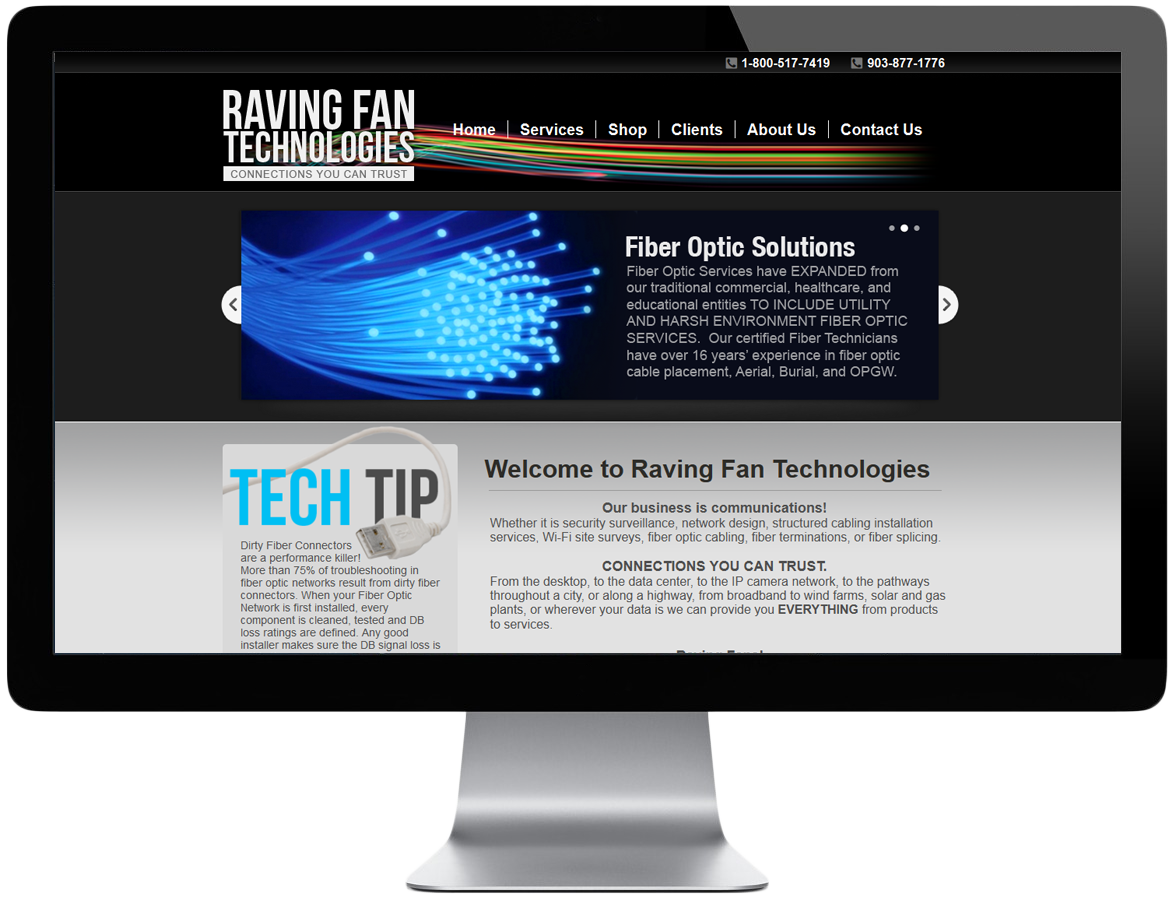 1-800-517-7419 903-877-1776
RAVING FAN
TECHNOLOGIES
CONNECTIONS YOU CAN TRUST
Home Services Shop Clients About Us Contact Us
Fiber Optic Solutions
Fiber Optic Services have EXPANDED from
our traditional commercial, healthcare, and
educational entities TO INCLUDE UTILITY
AND HARSH ENVIRONMENT FIBER OPTIC
SERVICES.  Our certified Fiber Technicians
have over 16 years' experience in fiber optic
cable placement, Aerial, Burial, and OPGW.
TECH TIP
Dirty Fiber Connectors
are a performance killer!
More than 75% of troubleshooting in
fiber optic networks result from dirty fiber
connectors. When your Fiber Optic
Network is first installed, every
component is cleaned, tested and DB
loss ratings are defined. Any good
installer makes sure the DB signal loss is
Welcome to Raving Fan Technologies
Our business is communications!
Whether it is security surveillance, network design, structured cabling installation
services, Wi-Fi site surveys, fiber optic cabling, fiber terminations, or fiber splicing.
CONNECTIONS YOU CAN TRUST.
From the desktop, to the data center, to the IP camera network, to the pathways
throughout a city, or along a highway, from broadband to wind farms, solar and gas
plants, or wherever your data is we can provide you EVERYTHING from products
to services.